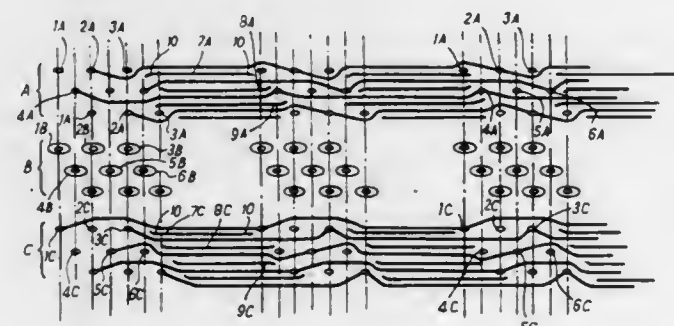 1A 2A 3A 10 7A 8A 10 1A 2A 3A
A
4A 1A 2B 2A 3A 9A 4A 5A 6A
1B 3B
B 5B
6B
4B
2C 10 7C 8C 10 1C 2C 3C
3C
C
1C
4C 5C 6C 9C 4C 5C 6C